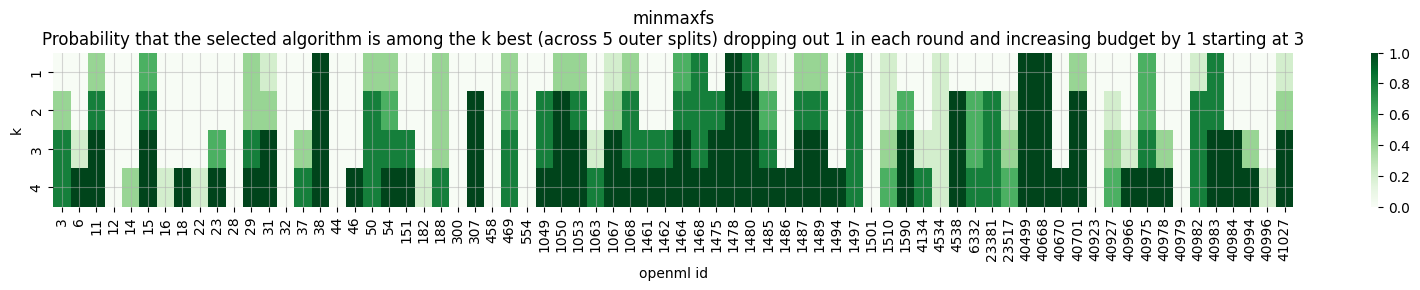 minmaxfs
Probability that the selected algorithm is among the k best (across 5 outer splits) dropping out 1 in each round and increasing budget by 1 starting at 3
k
1
2
3
4
3 6 11 12 14 15 16 18 22 23 28 29 31 32 37 38 44 46 50 54 151 182 188 300 307 458 469 554 1049 1050 1053 1063 1067 1068 1461 1462 1464 1468 1475 1478 1480 1485 1486 1487 1489 1494 1497 1501 1510 1590 4134 4534 4538 6332 23381 23517 40499 40668 40670 40701 40923 40927 40966 40975 40978 40979 40982 40983 40984 40994 40996 41027
openml id
1.0
0.8
0.6
0.4
0.2
0.0